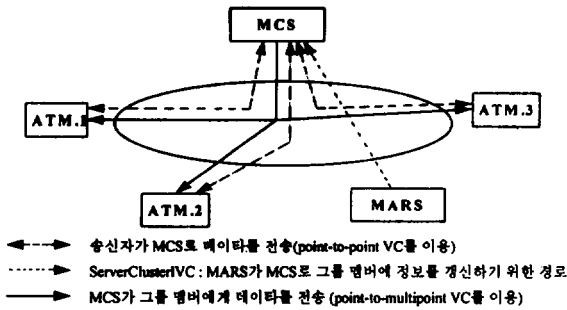 MCS
ATM.1
ATM.3
ATM.2
MARS
송신자가 MCS로 데이타를 전송(point-to-point VC를 이용)
ServerClusterIVC : MARS가 MCS로 그룹 멤버에 정보를 갱신하기 위한 경로
MCS가 그룹 멤버에게 데이타를 전송 (point-to-multipoint VC를 이용)